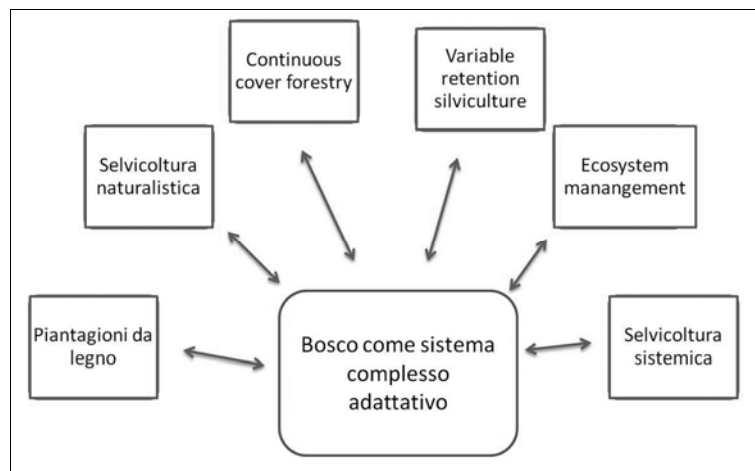 Continuous
cover forestry
Variable
retention
silviculture
Selvicoltura
naturalistica
Ecosystem
manangement
Piantagioni da
legno
Bosco come sistema
complesso
adattativo
Selvicoltura
sistemica